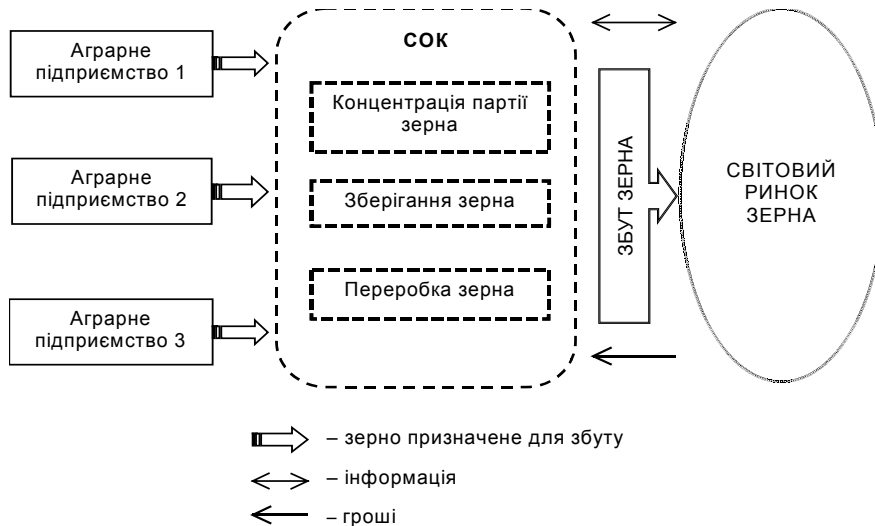 Аграрне
підприємство 1
СОК
Концентрація партії
зерна
Аграрне
підприємство 2
Зберігання зерна
Аграрне
підприємство 3
Переробка зерна
ЗБУТ ЗЕРНА
СВІТОВИЙ
РИНОК
ЗЕРНА
– зерно призначене для збуту
– інформація
– гроші